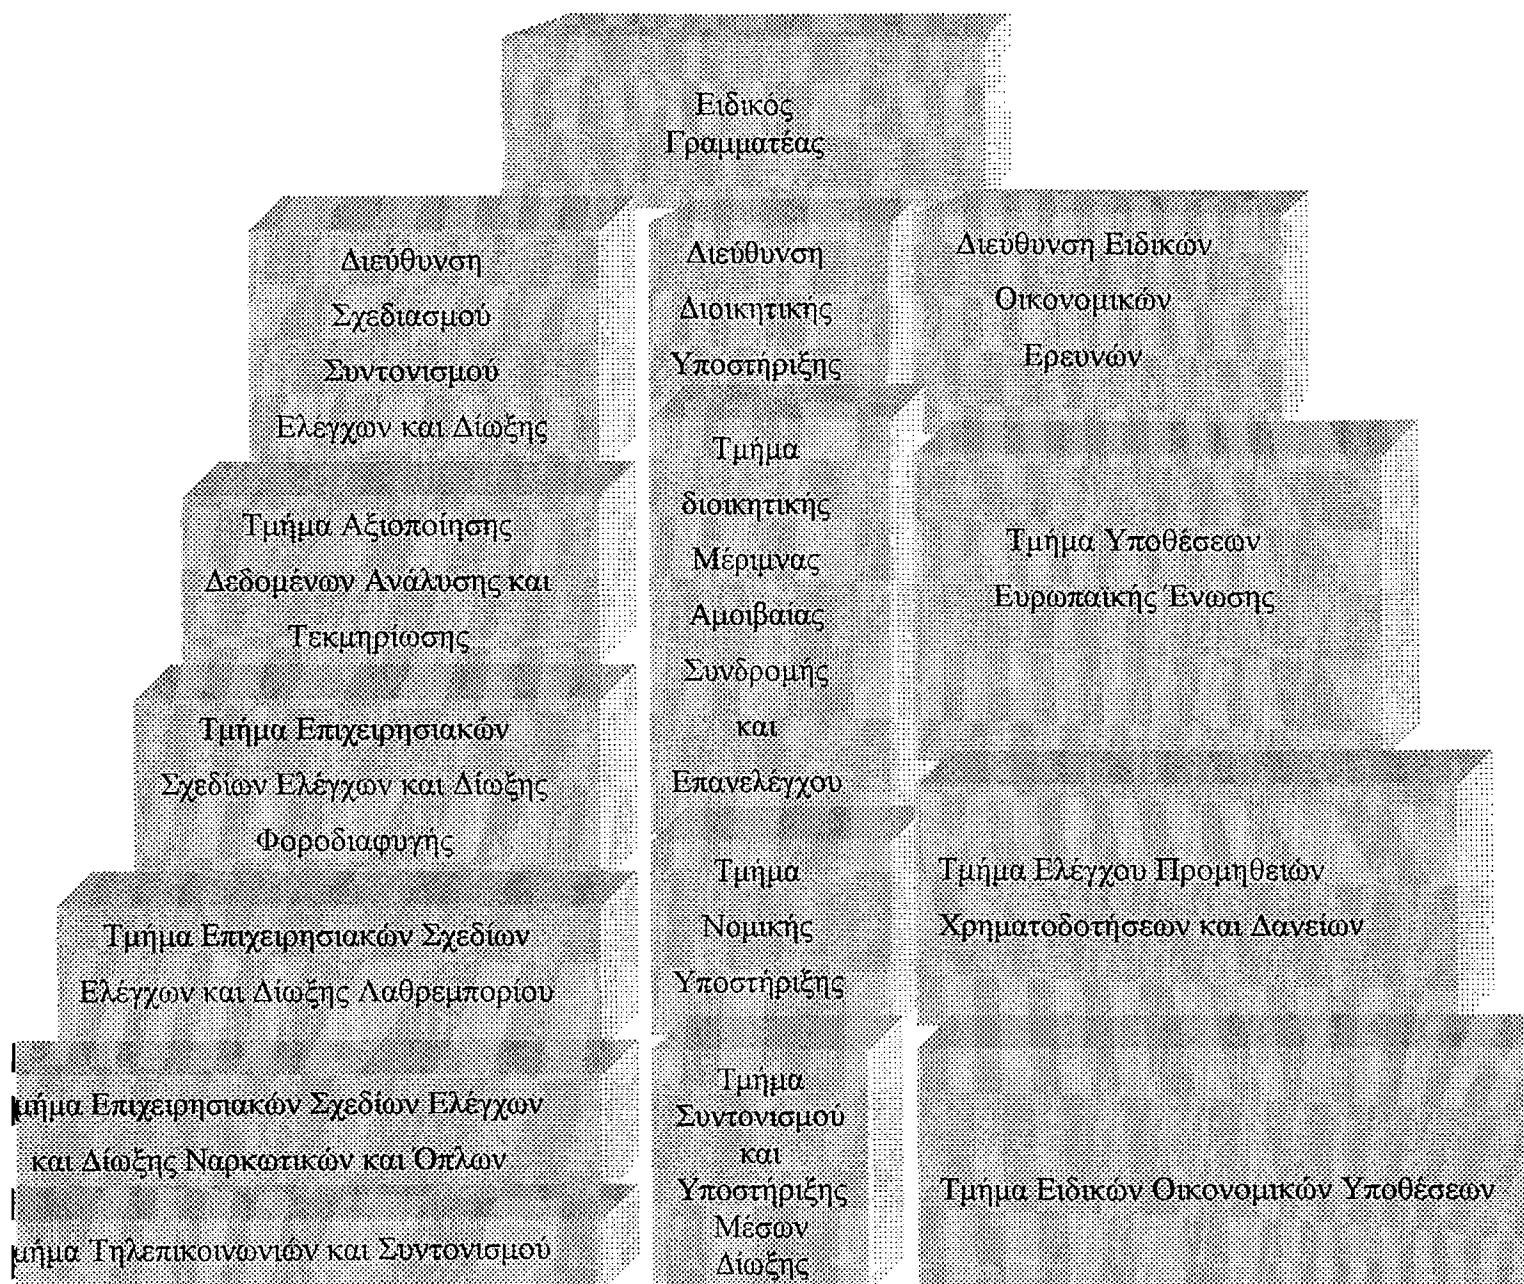 Ειδικός
Γραμματέας
Διεύθυνση
Σχεδιασμού
Συντονισμού
Ελέγχων και Δίωξης
Τμήμα Αξιοποίησης
Δεδομένων Ανάλυσης και
Τεκμηρίωσης
Τμήμα Επιχειρησιακών
Σχεδίων Ελέγχων και Δίωξης
Φοροδιαφυγής
Τμήμα Επιχειρησιακών Σχεδίων
Ελέγχων και Δίωξης Λαθρεμπορίου
μήμα Επιχειρησιακών Σχεδίων Ελέγχων
και Δίωξης Ναρκωτικών και Όπλων
μήμα Τηλεπικοινωνιών και Συντονισμού
Διεύθυνση
Διοικητικής
Υποστήριξης
Τμήμα
διοικητικής
Μέριμνας
Αμοιβαιας
Συνδρομής
και
Επανελέγχου
Τμήμα
Νομικής
Υποστήριξης
Τμήμα
Συντονισμού
και
Υποστήριξης
Μέσων
Δίωξης
Διεύθυνση Ειδικών
Οικονομικών
Ερευνών
Τμήμα Υποθέσεων
Ευρωπαικής Ένωσης
Τμήμα Ελέγχου Προμηθειών
Χρηματοδοτήσεων και Δανείων
Τμήμα Ειδικών Οικονομικών Υποθέσεων